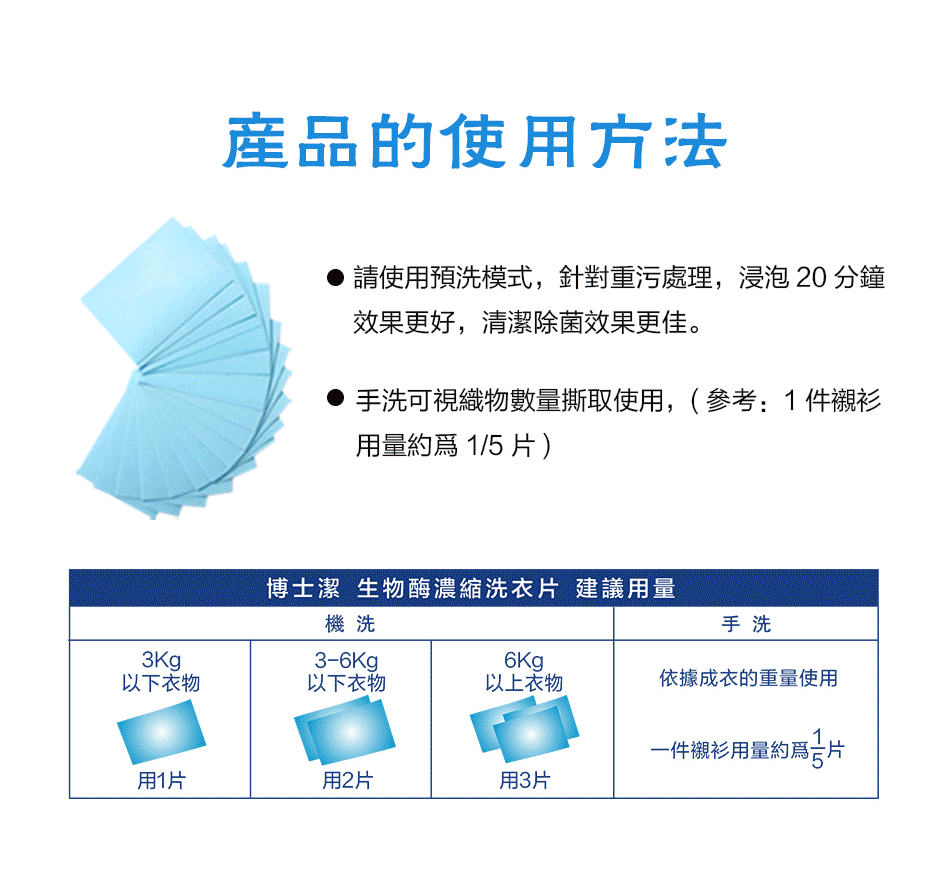 産品的使用方法
● 請使用預洗模式，針對重污處理，浸泡 20 分鐘
效果更好，清潔除菌效果更佳。
● 手洗可視織物數量撕取使用，( 參考：1 件襯衫
用量約爲 1/5 片 )
博士潔 生物酶濃縮洗衣片 建議用量
機 洗
手 洗
3Kg
以下衣物
用1片
3-6Kg
以下衣物
用2片
6Kg
以上衣物
用3片
依據成衣的重量使用
一件襯衫用量約爲1/5片